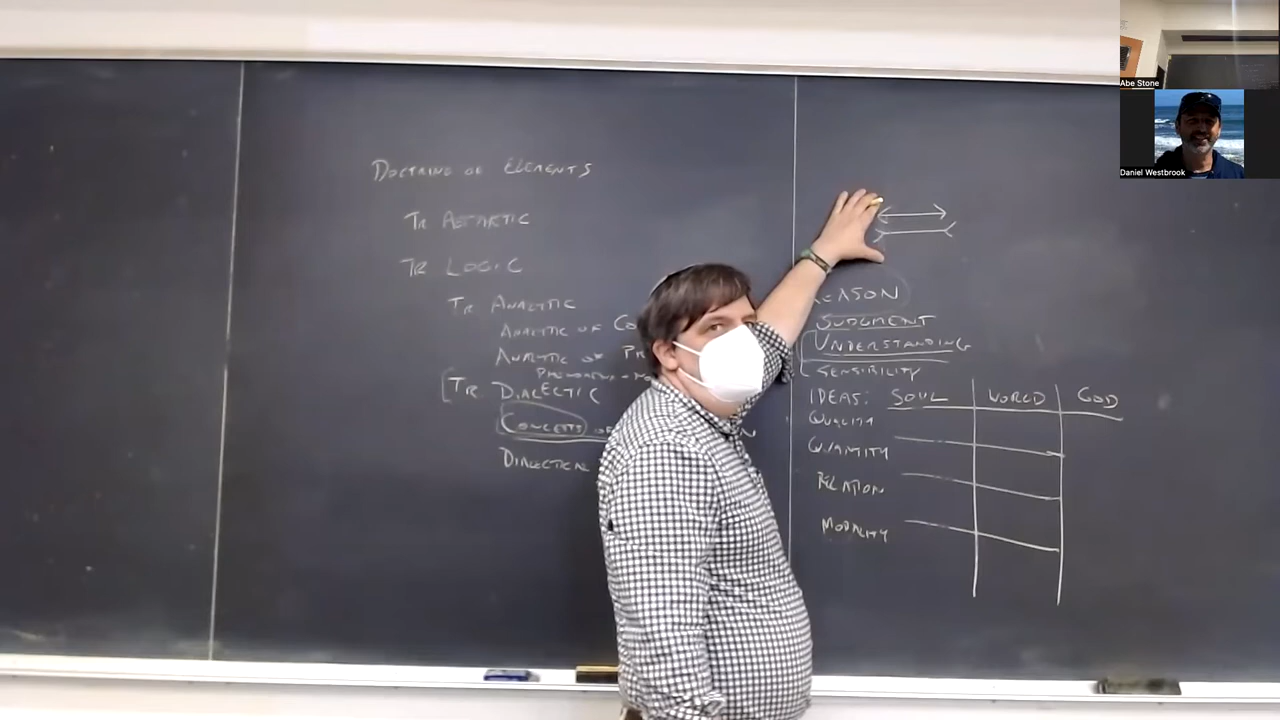 DOCTRINE OF ELEMENTS
TR AESTHETIC
TR LOGIC
TR ANALYTIC
ANALYTIC OF
ANALYTIC OF
TR DIALECTIC
CONCEPTS OF
DIALECTICAL
REASON
JUDGMENT
UNDERSTANDING
SENSIBILITY
IDEAS: SOUL WORLD GOD
QUALITY
QUANTITY
RELATION
MODALITY
Abe Stone
Daniel Westbrook